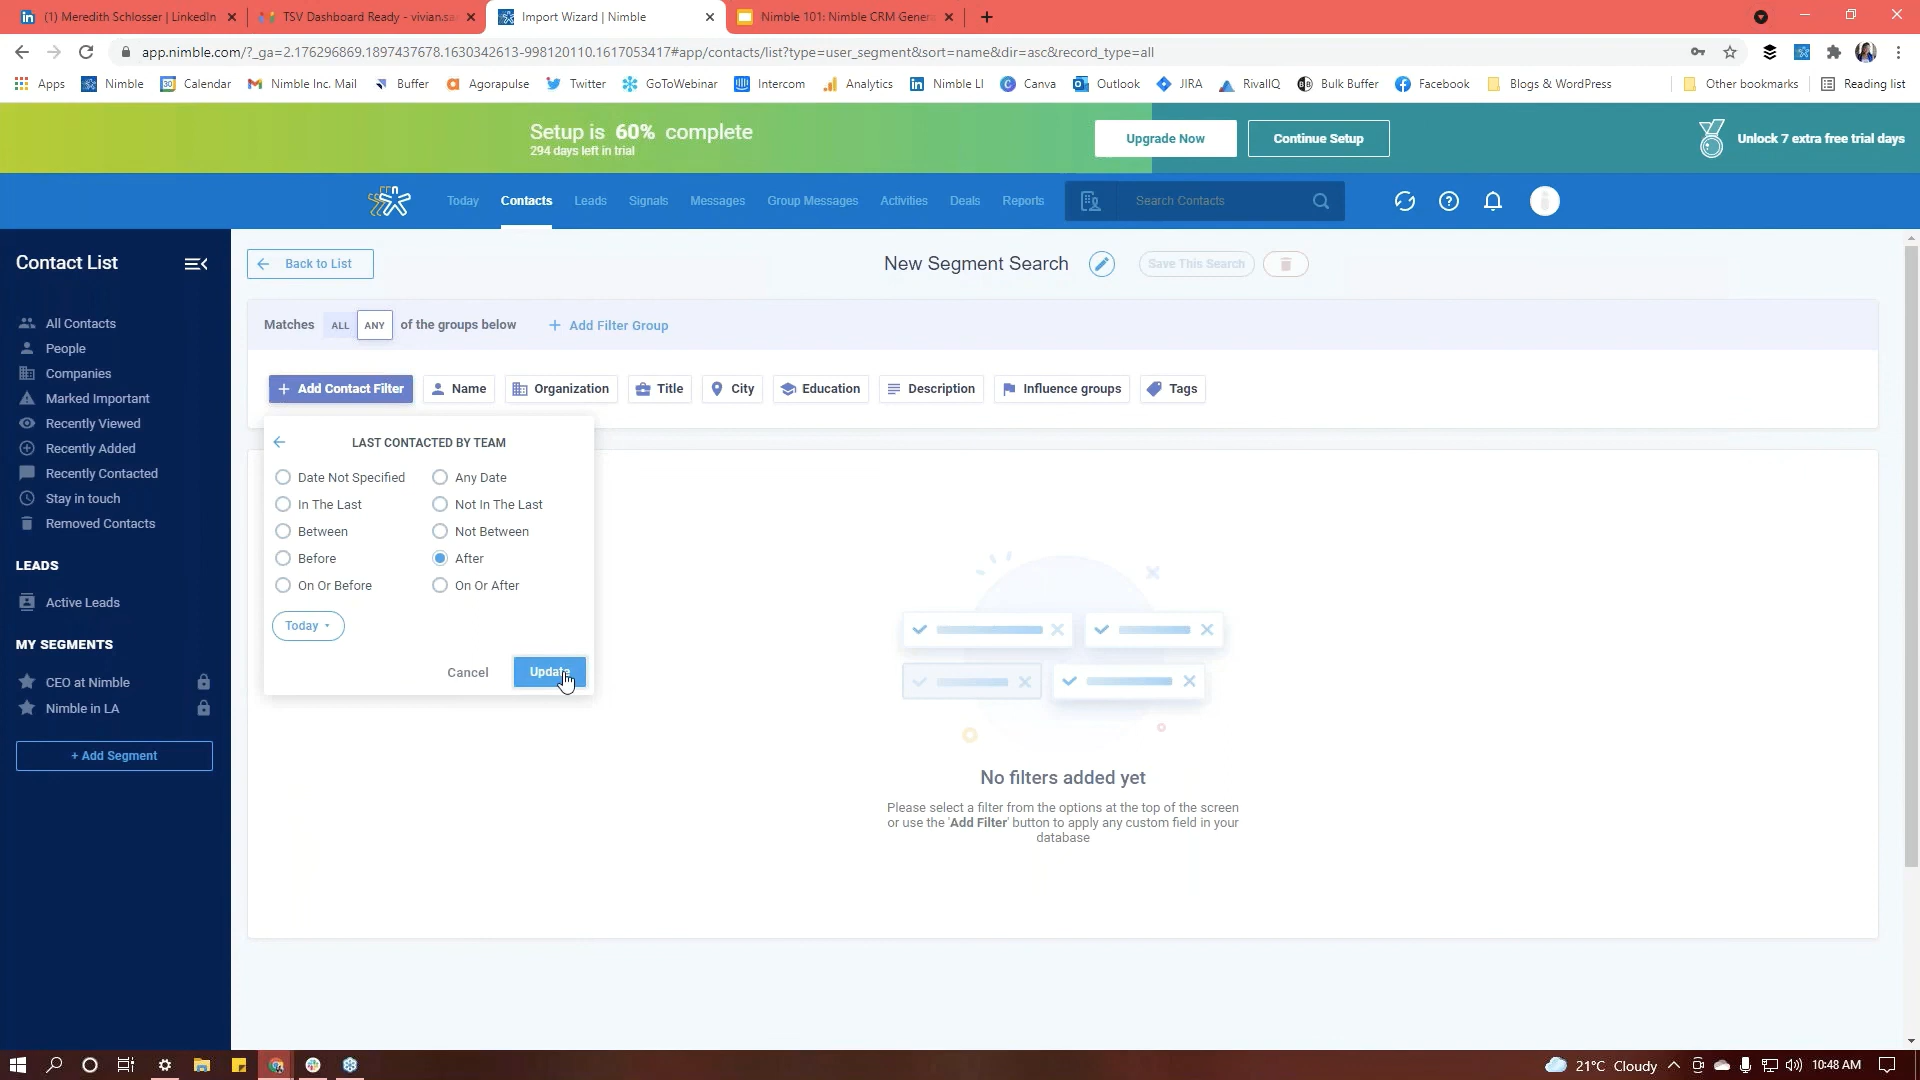 (1) Meredith Schlosser | LinkedIn
TSV Dashboard Ready - vivian.sa
Import Wizard | Nimble
Nimble 101: Nimble CRM Gener
app.nimble.com/?_ga=2.176296869.1897437678.1630342613-998120110.1617053417#app/contacts/list?type=user_segment&sort=name&dir=asc&record_type=all
Apps
Nimble
Calendar
Nimble Inc. Mail
Buffer
Agorapulse
Twitter
GoToWebinar
Intercom
Analytics
Nimble LI
Canva
Outlook
JIRA
RivalIQ
Bulk Buffer
Facebook
Blogs & WordPress
Other bookmarks
Reading list
Setup is 60% complete
294 days left in trial
Upgrade Now
Continue Setup
Unlock 7 extra free trial days
Today
Contacts
Leads
Signals
Messages
Group Messages
Activities
Deals
Reports
Search Contacts
Contact List
All Contacts
People
Companies
Marked Important
Recently Viewed
Recently Added
Recently Contacted
Stay in touch
Removed Contacts
LEADS
Active Leads
MY SEGMENTS
CEO at Nimble
Nimble in LA
+ Add Segment
Back to List
New Segment Search
Save This Search
Matches ALL ANY of the groups below
+ Add Filter Group
+ Add Contact Filter
Name
Organization
Title
City
Education
Description
Influence groups
Tags
LAST CONTACTED BY TEAM
Date Not Specified
Any Date
In The Last
Not In The Last
Between
Not Between
Before
After
On Or Before
On Or After
Today
Cancel
Update
No filters added yet
Please select a filter from the options at the top of the screen
or use the 'Add Filter' button to apply any custom field in your
database
21°C Cloudy
10:48 AM